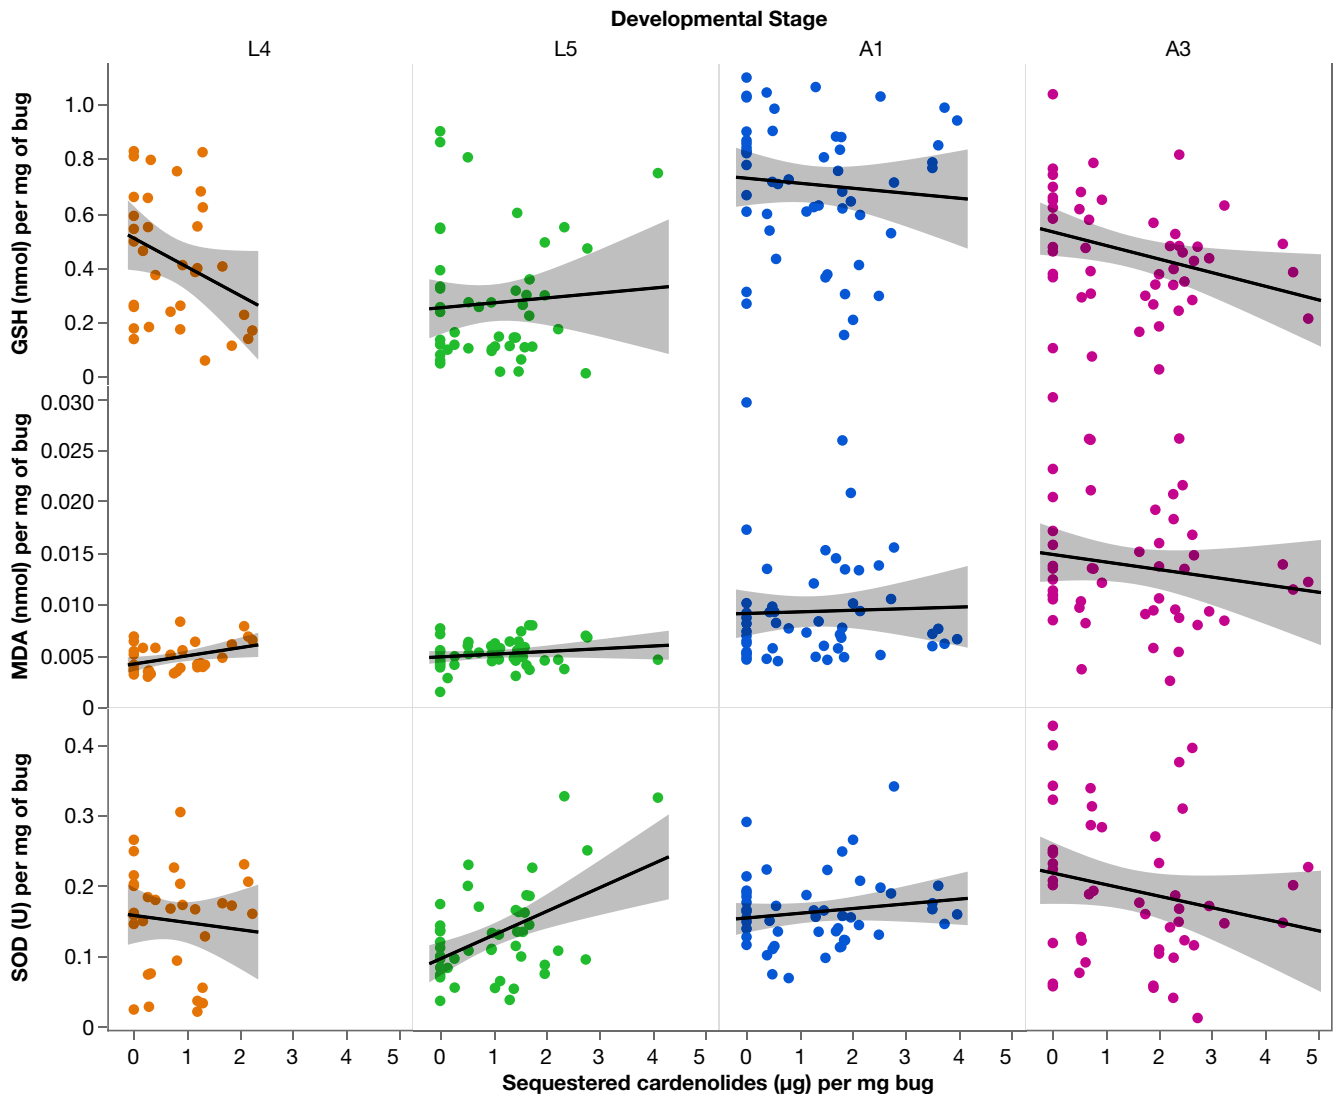 Developmental Stage
L4 L5 A1 A3
GSH (nmol) per mg of bug
1.0
0.8
0.6
0.4
0.2
0
MDA (nmol) per mg of bug
0.030
0.025
0.020
0.015
0.010
0.005
0
SOD (U) per mg of bug
0.4
0.3
0.2
0.1
0
0 1 2 3 4 5 0 1 2 3 4 5 0 1 2 3 4 5 0 1 2 3 4 5
Sequestered cardenolides (µg) per mg bug